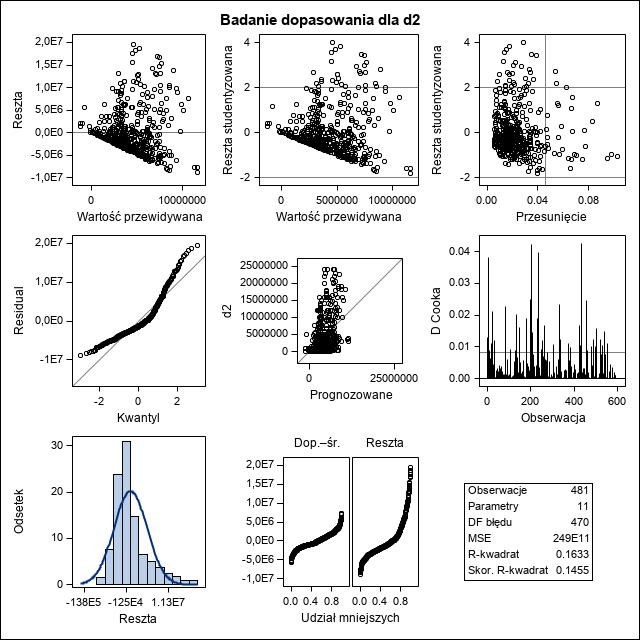 Badanie dopasowania dla d2
Reszta
2,0E7
1,5E7
1,0E7
5,0E6
0,0E0
-5,0E6
-1,0E7
0
10000000
Wartość przewidywana
Reszta studentyzowana
4
2
0
-2
0
5000000
10000000
Wartość przewidywana
Reszta studentyzowana
4
2
0
-2
0.00
0.04
0.08
Przesunięcie
Residual
2,0E7
1,0E7
0,0E0
-1E7
-2
0
2
Kwantyl
d2
25000000
20000000
15000000
10000000
5000000
0
0
25000000
Prognozowane
D Cooka
0.04
0.03
0.02
0.01
0.00
0
200
400
600
Obserwacja
Odsetek
30
20
10
0
-138E5
-125E4
1.13E7
Reszta
Dop.–śr.
Reszta
2,0E7
1,5E7
1,0E7
5,0E6
0,0E0
-5,0E6
-1,0E7
0.0 0.4 0.8
0.0 0.4 0.8
Udział mniejszych
Obserwacje 481
Parametry 11
DF błędu 470
MSE 249E11
R-kwadrat 0.1633
Skor. R-kwadrat 0.1455